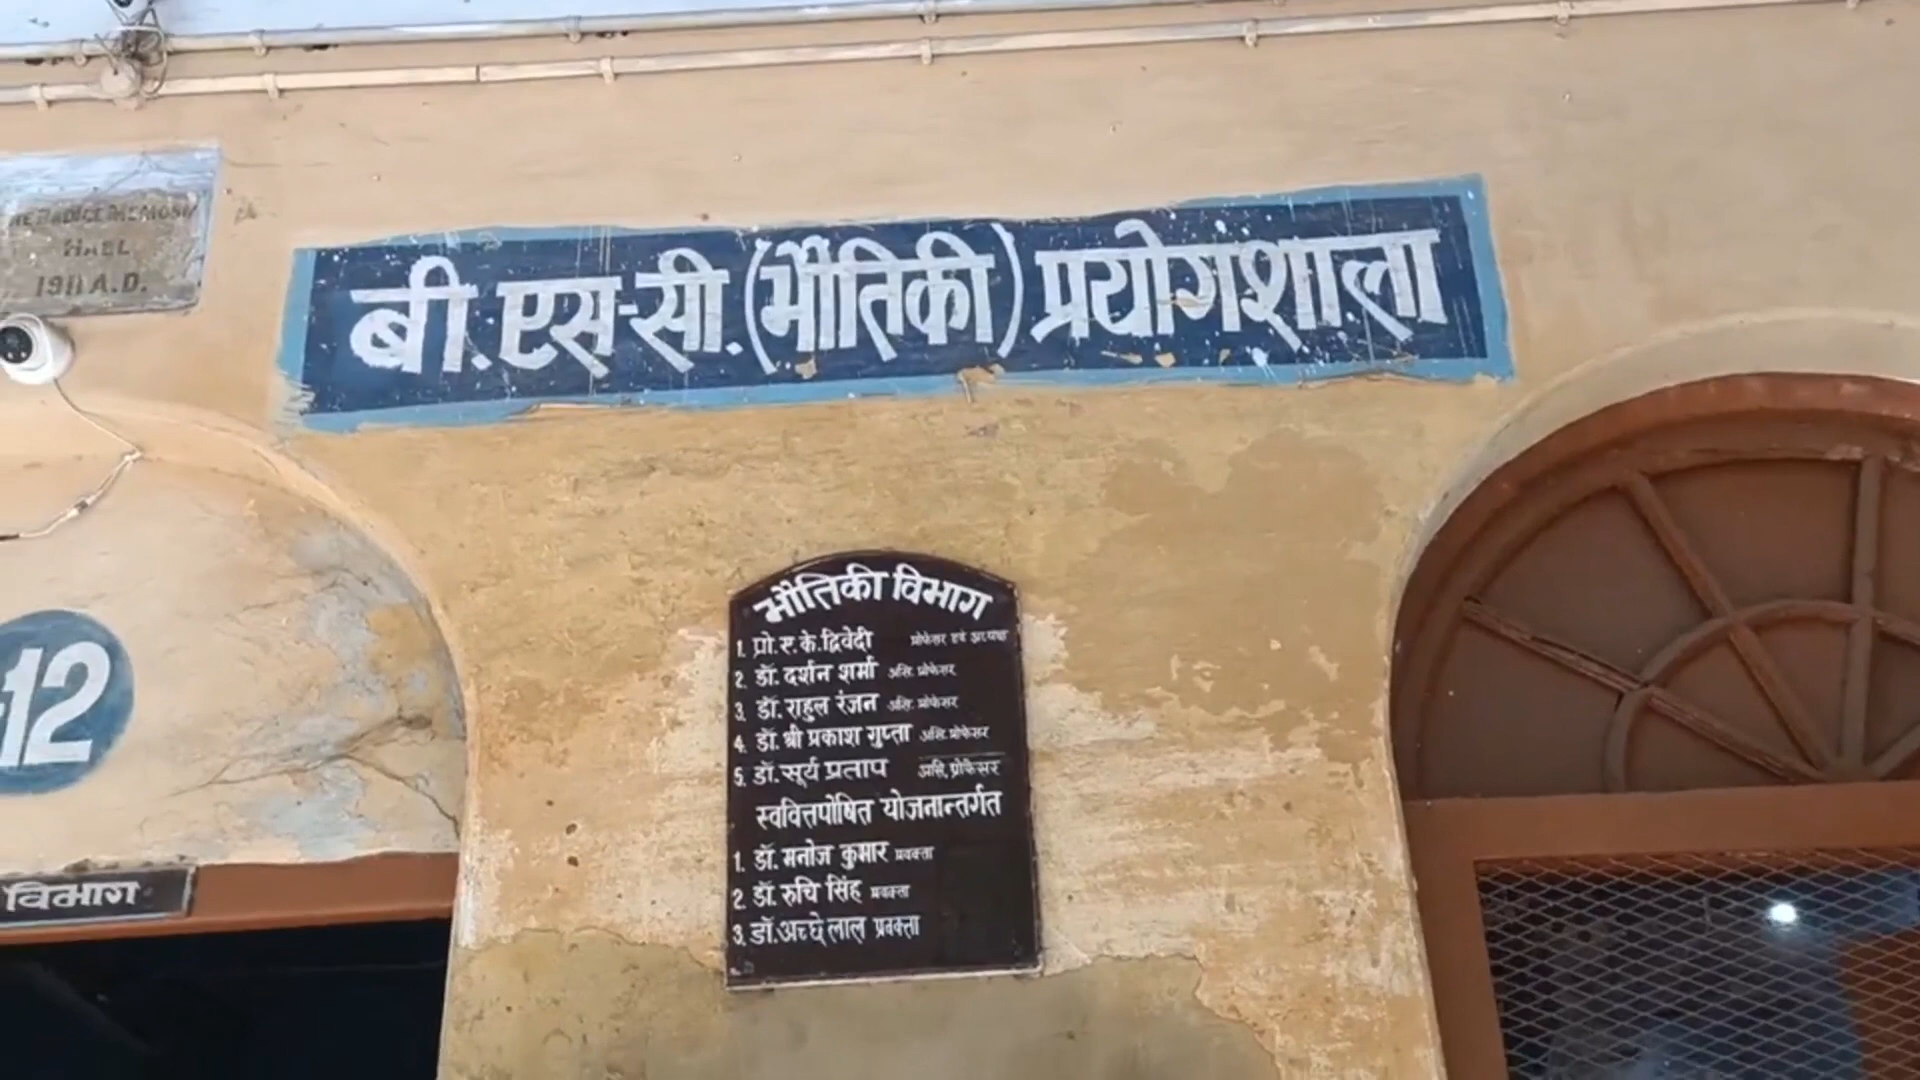 HALL
1911 A.D.
बी.एस-सी.(भौतिकी) प्रयोगशाला
12
विभाग
भौतिकी विभाग
1. प्रो. ए. के. द्विवेदी प्रोफेसर एवं अध्यक्ष
2. डॉ. दर्शन शर्मा असि. प्रोफेसर
3. डॉ. राहुल रंजन असि. प्रोफेसर
4. डॉ. श्री प्रकाश गुप्ता असि. प्रोफेसर
5. डॉ. सूर्य प्रताप असि. प्रोफेसर
स्ववित्तपोषित योजनान्तर्गत
1. डॉ. मनोज कुमार प्रवक्ता
2. डॉ. रुचि सिंह प्रवक्ता
3. डॉ. अच्छे लाल प्रवक्ता